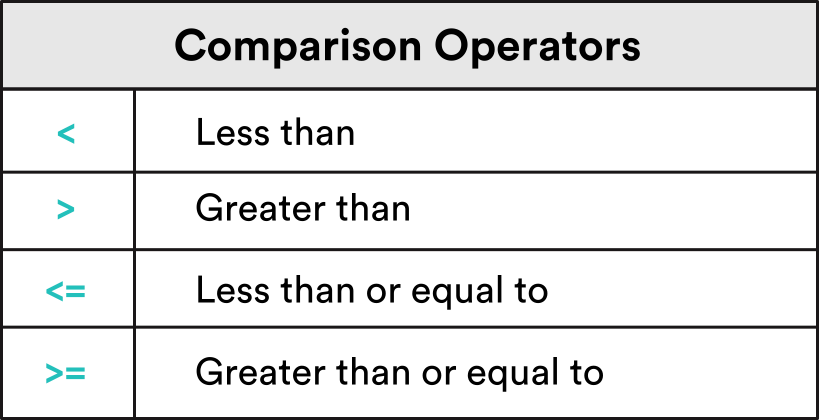 Comparison Operators
< Less than
> Greater than
<= Less than or equal to
>= Greater than or equal to